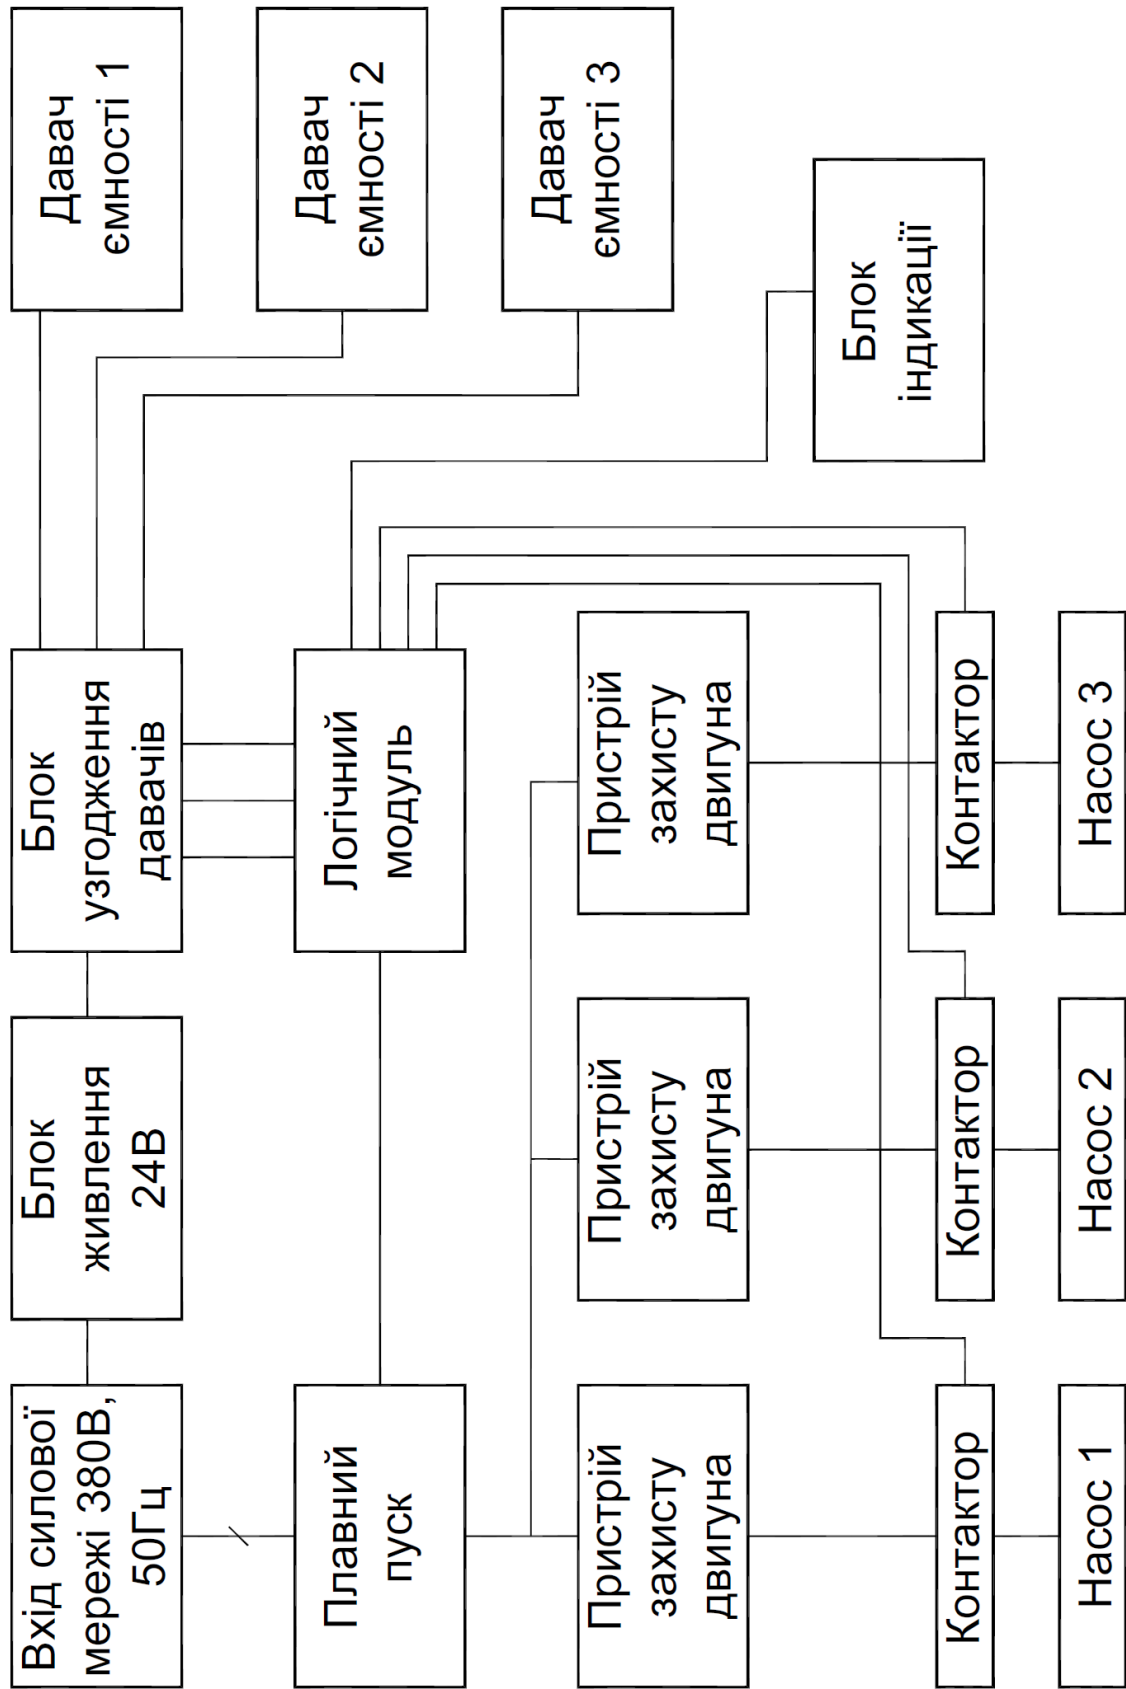 Вхід силової
мережі 380В,
50Гц
Блок
живлення
24В
Блок
узгодження
давачів
Давач
ємності 1
Плавний
пуск
Логічний
модуль
Давач
ємності 2
Давач
ємності 3
Пристрій
захисту
двигуна
Пристрій
захисту
двигуна
Пристрій
захисту
двигуна
Блок
індикації
Контактор
Контактор
Контактор
Насос 1
Насос 2
Насос 3